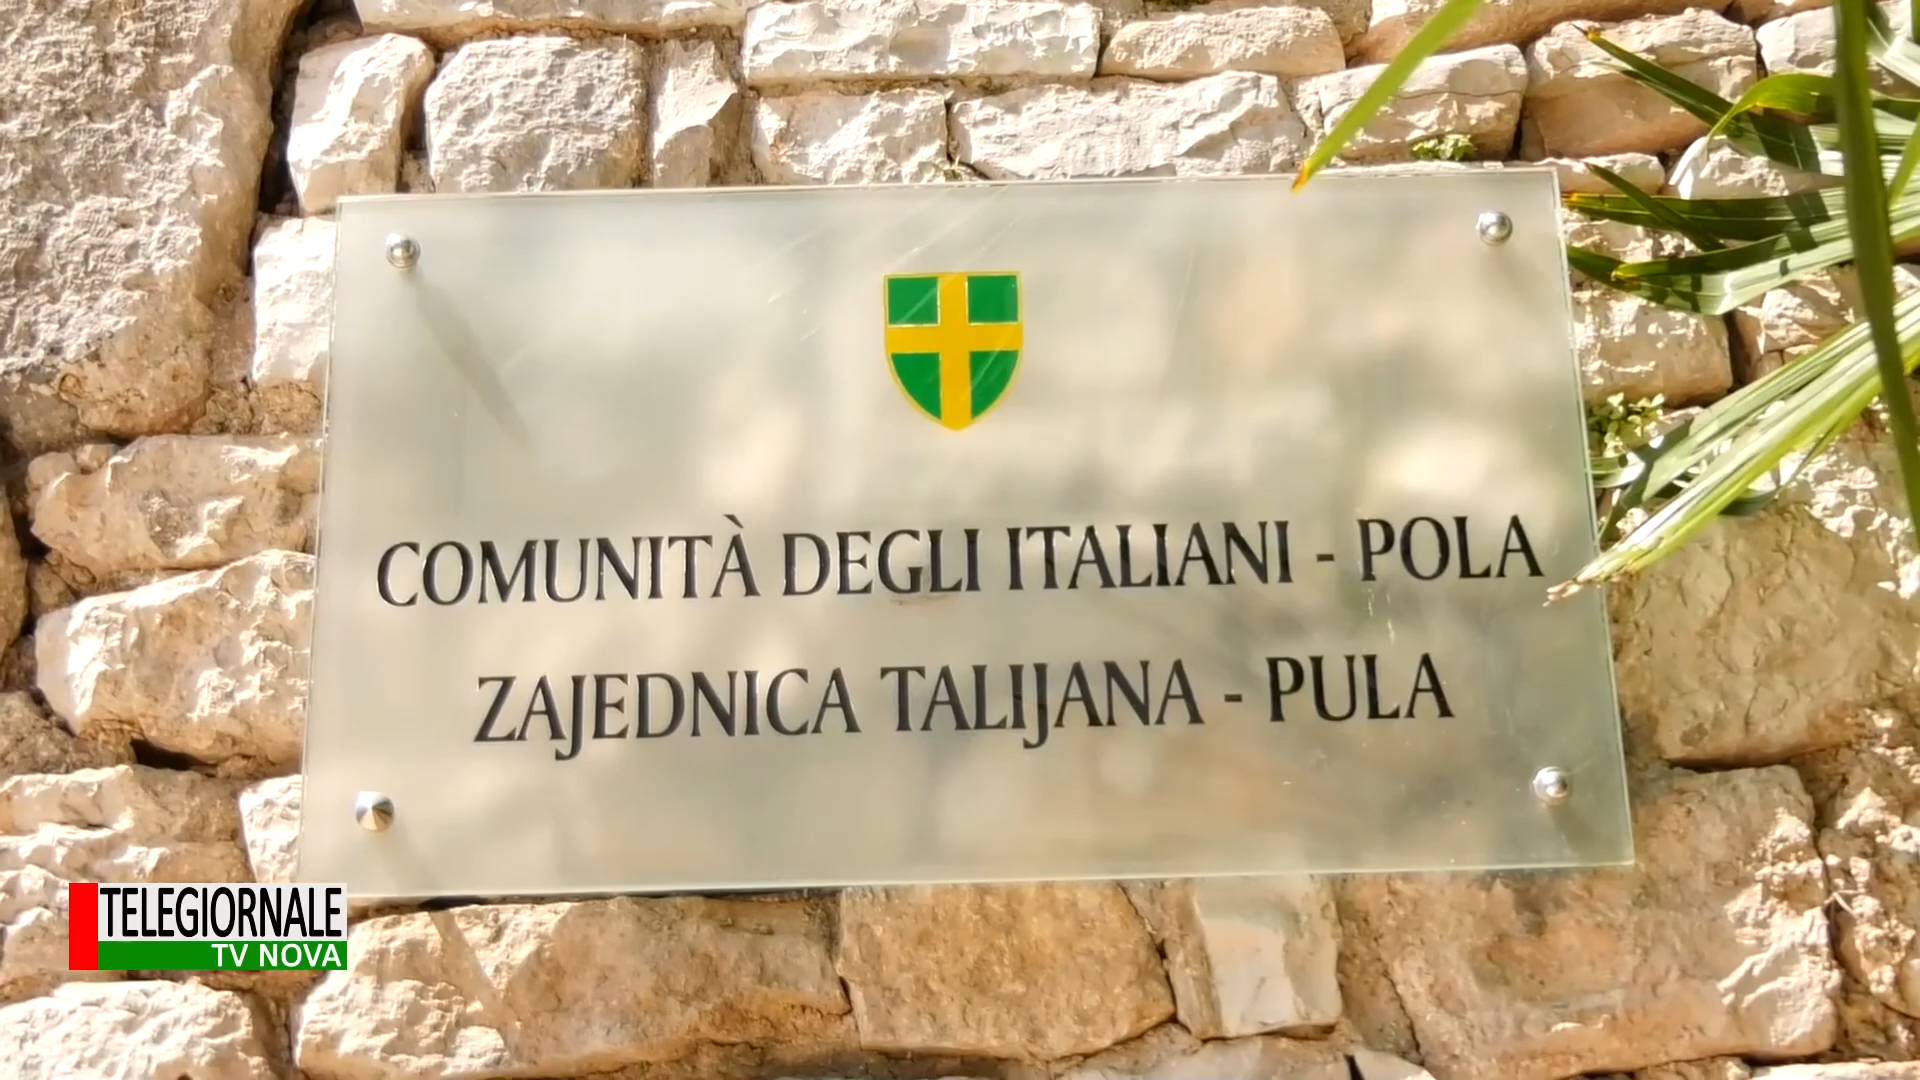 COMUNITÀ DEGLI ITALIANI - POLA
ZAJEDNICA TALIJANA - PULA
TELEGIORNALE
TV NOVA